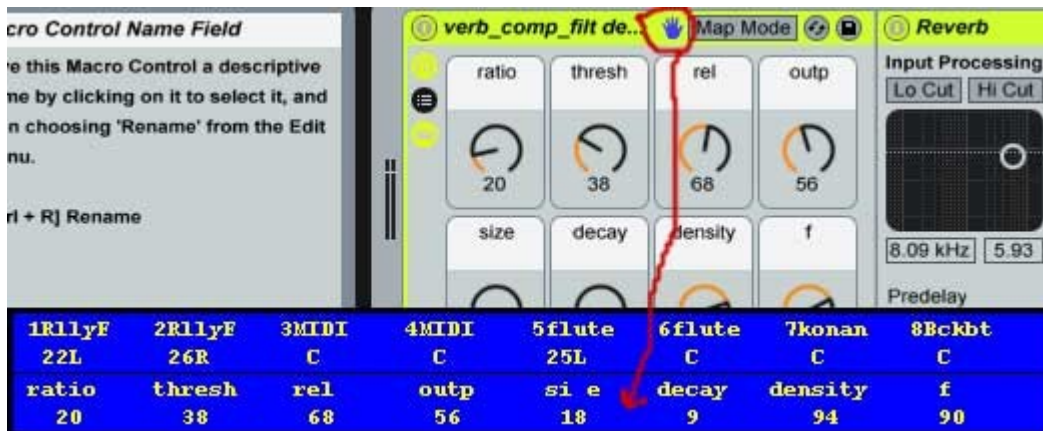 cro Control Name Field
e this Macro Control a descriptive
me by clicking on it to select it, and
n choosing 'Rename' from the Edit
nu.
rl + R] Rename
verb_comp_filt de... Map Mode
ratio thresh rel outp
20 38 68 56
size decay density f
Reverb
Input Processing
Lo Cut Hi Cut
8.09 kHz 5.93
Predelay
1RllyF 2RllyF 3MIDI 4MIDI 5flute 6flute 7konan 8Bckbt
22L 26R C C 25L C C C
ratio thresh rel outp si e decay density f
20 38 68 56 18 9 94 90